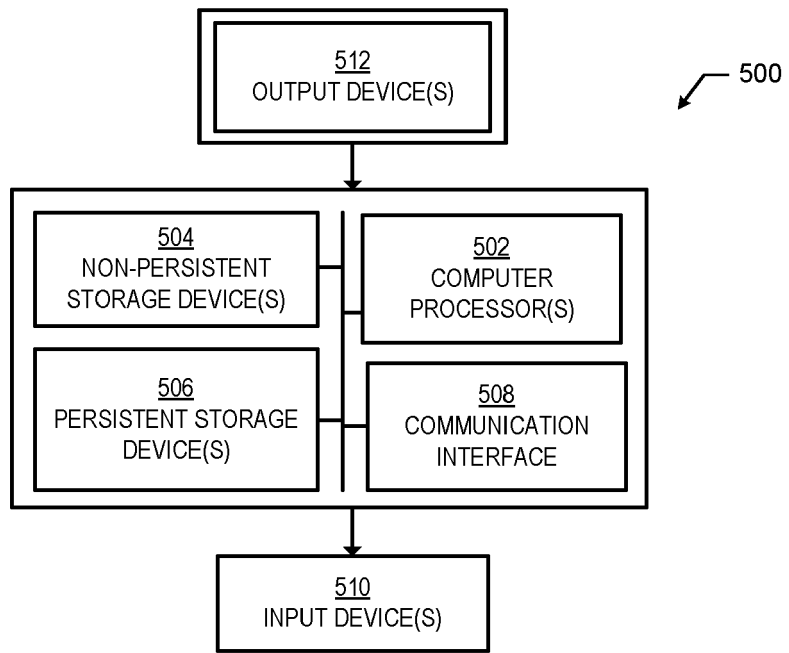 512
OUTPUT DEVICE(S)
500
504
NON-PERSISTENT
STORAGE DEVICE(S)
502
COMPUTER
PROCESSOR(S)
506
PERSISTENT STORAGE
DEVICE(S)
508
COMMUNICATION
INTERFACE
510
INPUT DEVICE(S)